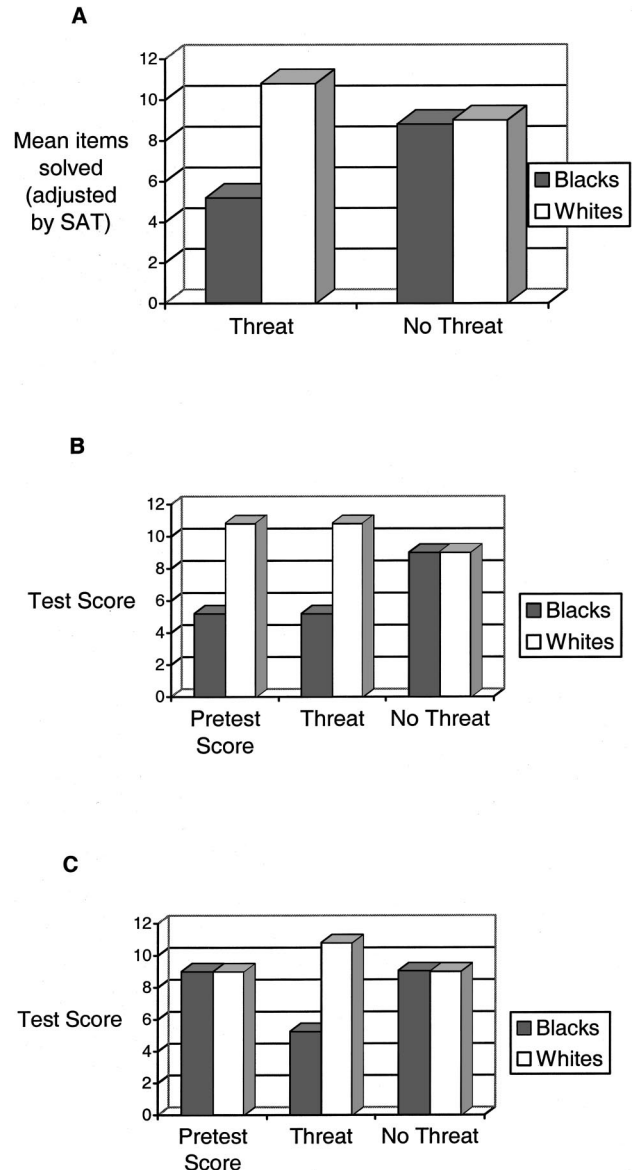 A
12
10
8
6
4
2
0
Mean items
solved
(adjusted
by SAT)
Blacks
Whites
Threat
No Threat
B
12
10
8
6
4
2
0
Test Score
Blacks
Whites
Pretest
Score
Threat
No Threat
C
12
10
8
6
4
2
0
Test Score
Blacks
Whites
Pretest
Score
Threat
No Threat